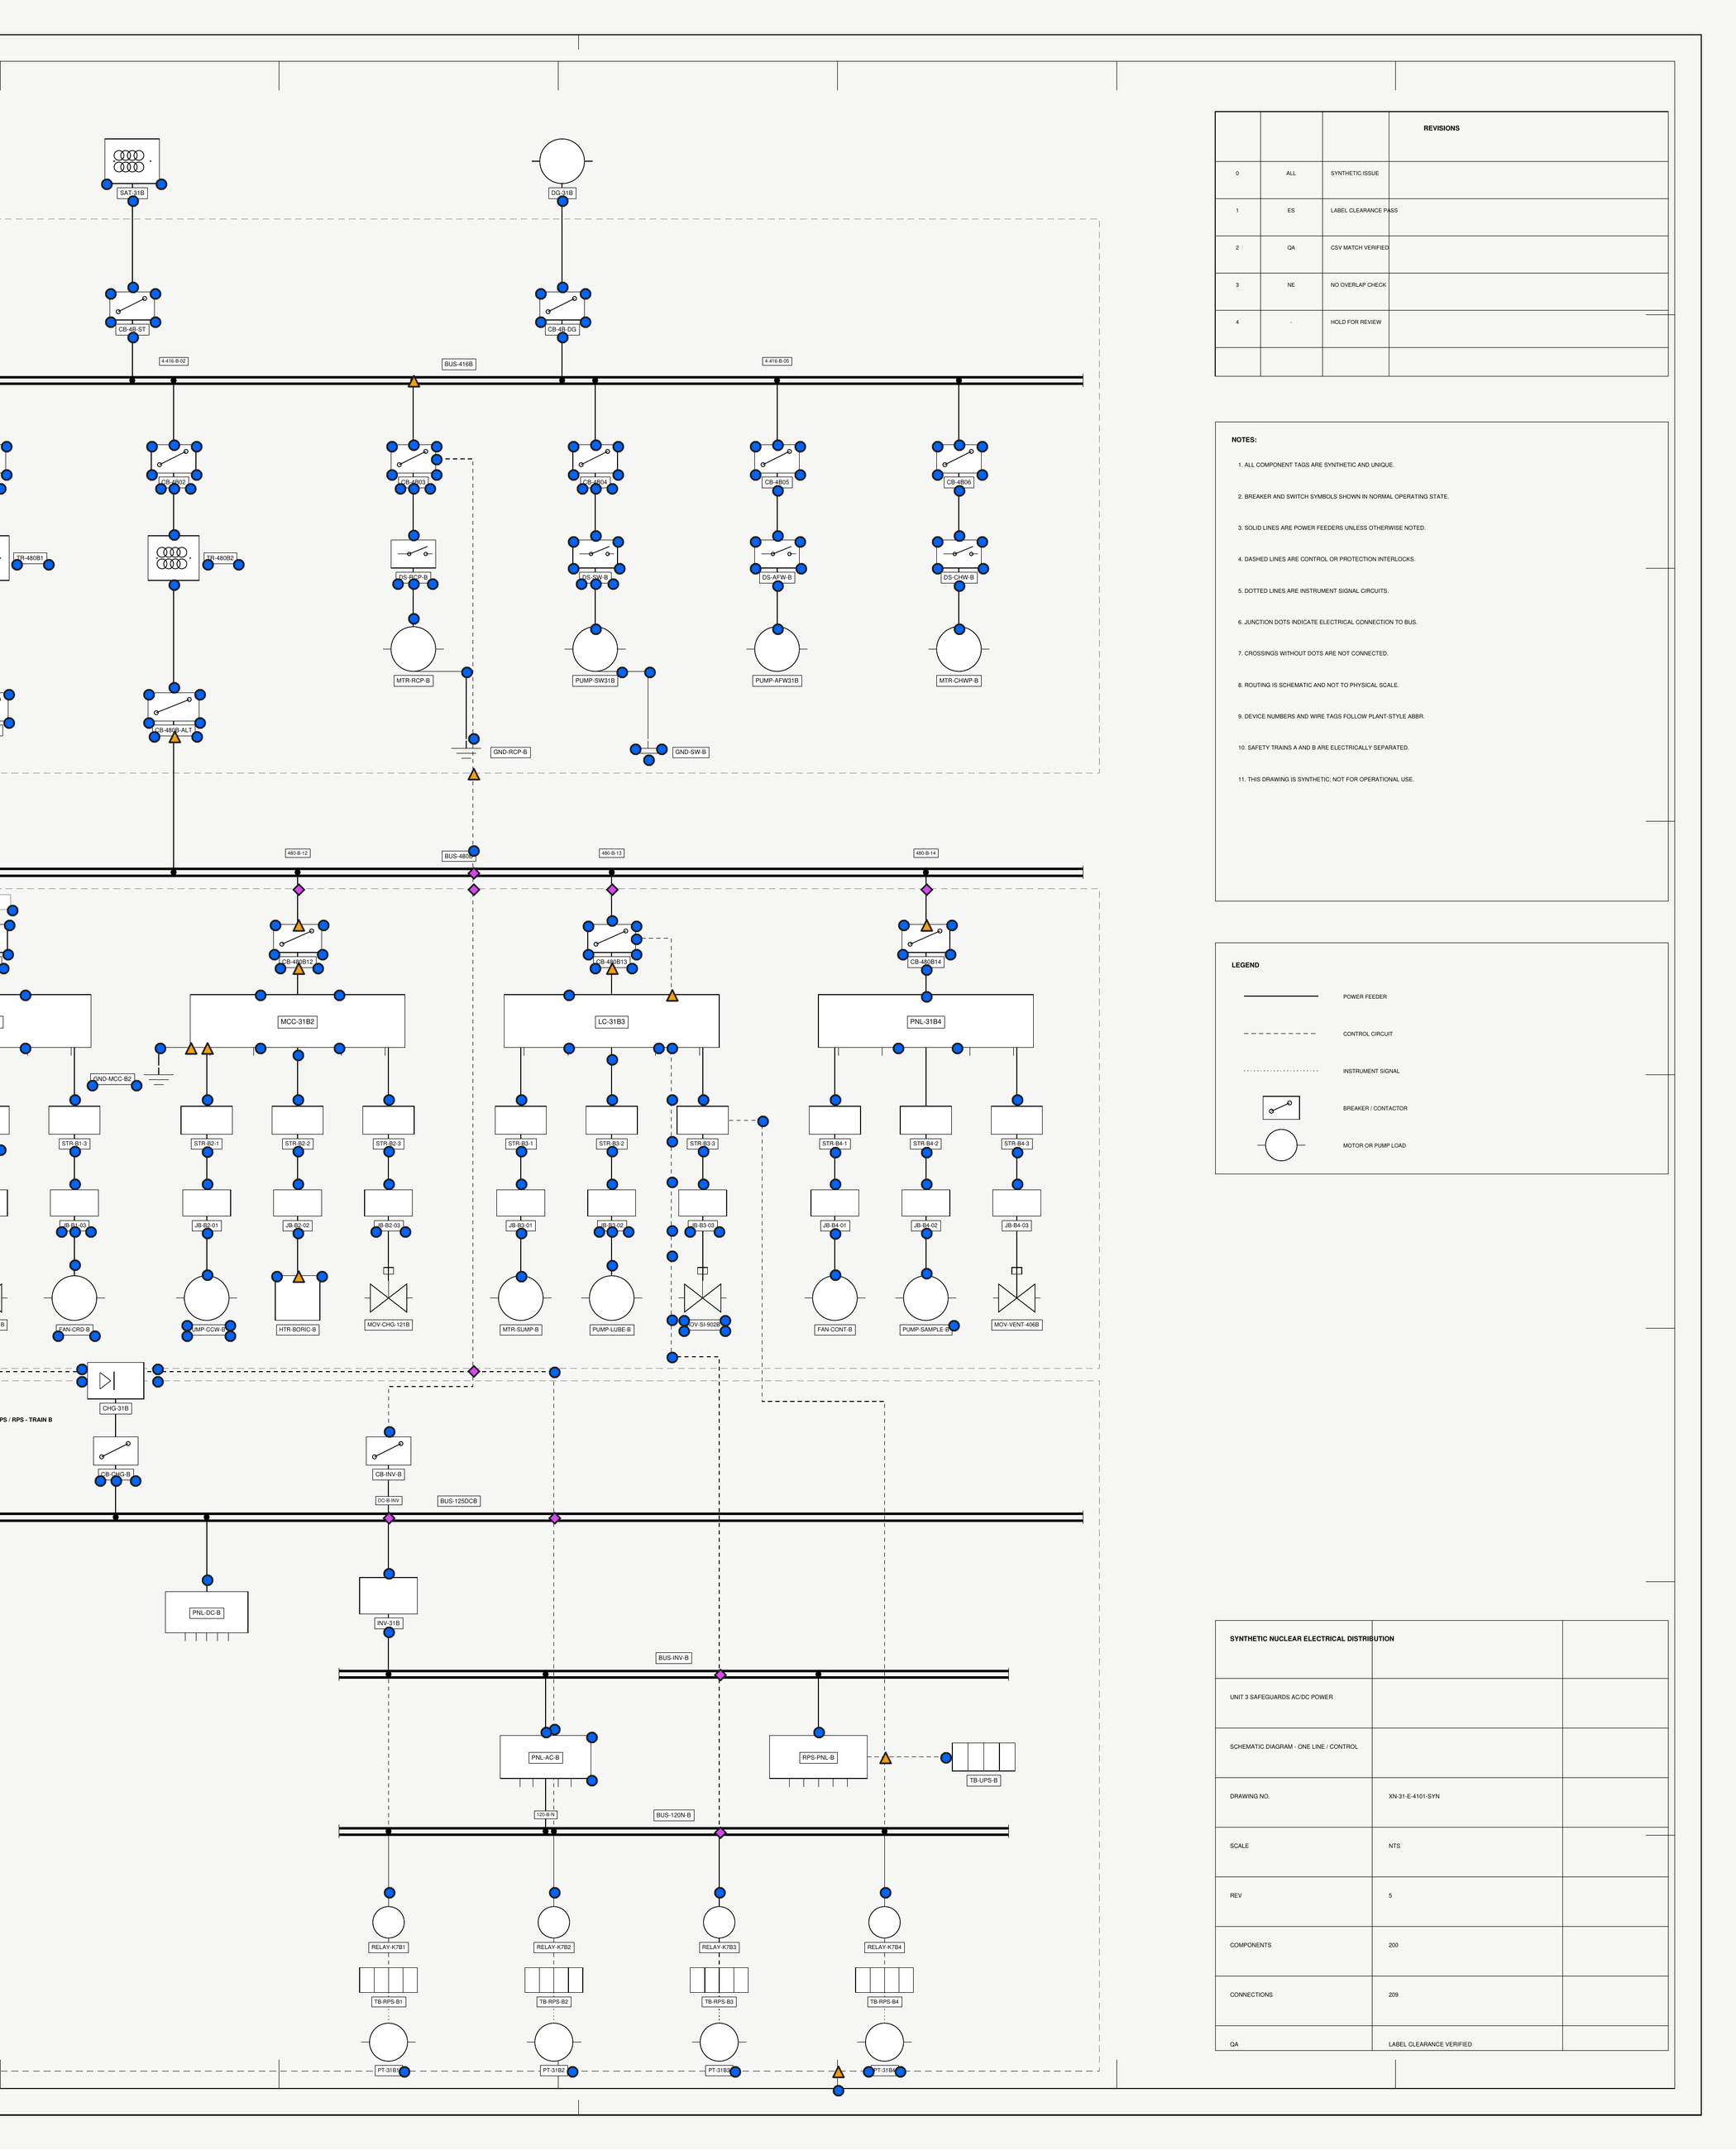 REVISIONS
0 ALL SYNTHETIC ISSUE
1 ES LABEL CLEARANCE PASS
2 QA CSV MATCH VERIFIED
3 NE NO OVERLAP CHECK
4 - HOLD FOR REVIEW
SAT-31B DG-31B
CB-4B-ST CB-4B-DG
4-416-B-02 BUS-416B 4-416-B-05
CB-4B02 CB-4B03 CB-4B04 CB-4B05 CB-4B06
TR-480B1 TR-480B2
DS-RCP-B DS-SW-B DS-AFW-B DS-CHW-B
MTR-RCP-B PUMP-SW31B PUMP-AFW31B MTR-CHWP-B
CB-480B-ALT
GND-RCP-B GND-SW-B
NOTES:
1. ALL COMPONENT TAGS ARE SYNTHETIC AND UNIQUE.
2. BREAKER AND SWITCH SYMBOLS SHOWN IN NORMAL OPERATING STATE.
3. SOLID LINES ARE POWER FEEDERS UNLESS OTHERWISE NOTED.
4. DASHED LINES ARE CONTROL OR PROTECTION INTERLOCKS.
5. DOTTED LINES ARE INSTRUMENT SIGNAL CIRCUITS.
6. JUNCTION DOTS INDICATE ELECTRICAL CONNECTION TO BUS.
7. CROSSINGS WITHOUT DOTS ARE NOT CONNECTED.
8. ROUTING IS SCHEMATIC AND NOT TO PHYSICAL SCALE.
9. DEVICE NUMBERS AND WIRE TAGS FOLLOW PLANT-STYLE ABBR.
10. SAFETY TRAINS A AND B ARE ELECTRICALLY SEPARATED.
11. THIS DRAWING IS SYNTHETIC; NOT FOR OPERATIONAL USE.
480-B-12 BUS-480B 480-B-13 480-B-14
CB-480B12 CB-480B13 CB-480B14
MCC-31B2 LC-31B3 PNL-31B4
GND-MCC-B2
STR-B1-3 STR-B2-1 STR-B2-2 STR-B2-3 STR-B3-1 STR-B3-2 STR-B3-3 STR-B4-1 STR-B4-2 STR-B4-3
JB-B1-03 JB-B2-01 JB-B2-02 JB-B2-03 JB-B3-01 JB-B3-02 JB-B3-03 JB-B4-01 JB-B4-02 JB-B4-03
B FAN-CRD-B UMP-CCW-B HTR-BORIC-B MOV-CHG-121B MTR-SUMP-B PUMP-LUBE-B OV-SI-902B FAN-CONT-B PUMP-SAMPLE-B MOV-VENT-406B
LEGEND
POWER FEEDER
CONTROL CIRCUIT
INSTRUMENT SIGNAL
BREAKER / CONTACTOR
MOTOR OR PUMP LOAD
CHG-31B
PS / RPS - TRAIN B
CB-CHG-B CB-INV-B
DC-B-INV BUS-125DCB
PNL-DC-B INV-31B
BUS-INV-B
PNL-AC-B RPS-PNL-B
TB-UPS-B
120-B-N BUS-120N-B
RELAY-K7B1 RELAY-K7B2 RELAY-K7B3 RELAY-K7B4
TB-RPS-B1 TB-RPS-B2 TB-RPS-B3 TB-RPS-B4
PT-31B1 PT-31B2 PT-31B3 PT-31B4
SYNTHETIC NUCLEAR ELECTRICAL DISTRIBUTION
UNIT 3 SAFEGUARDS AC/DC POWER
SCHEMATIC DIAGRAM - ONE LINE / CONTROL
DRAWING NO. XN-31-E-4101-SYN
SCALE NTS
REV 5
COMPONENTS 200
CONNECTIONS 209
QA LABEL CLEARANCE VERIFIED